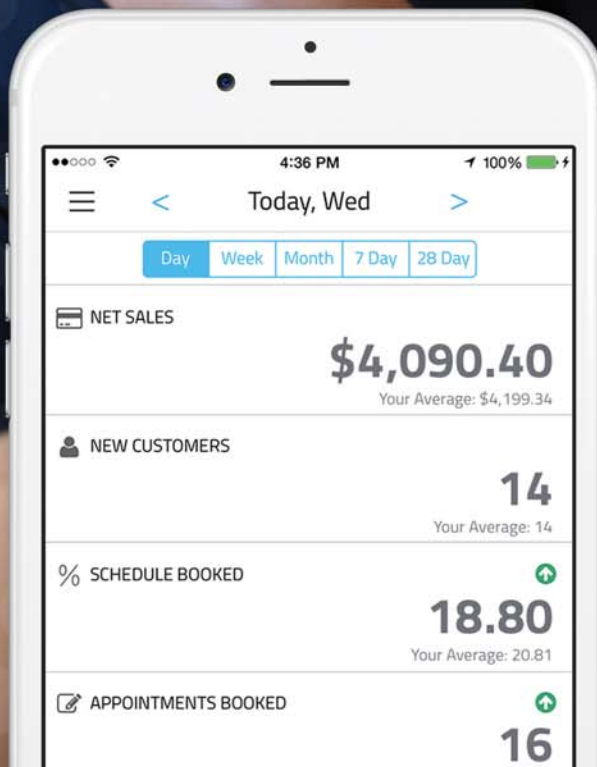 4:36 PM 100%
< Today, Wed >
Day Week Month 7 Day 28 Day
NET SALES
$4,090.40
Your Average: $4,199.34
NEW CUSTOMERS
14
Your Average: 14
% SCHEDULE BOOKED
18.80
Your Average: 20.81
APPOINTMENTS BOOKED
16